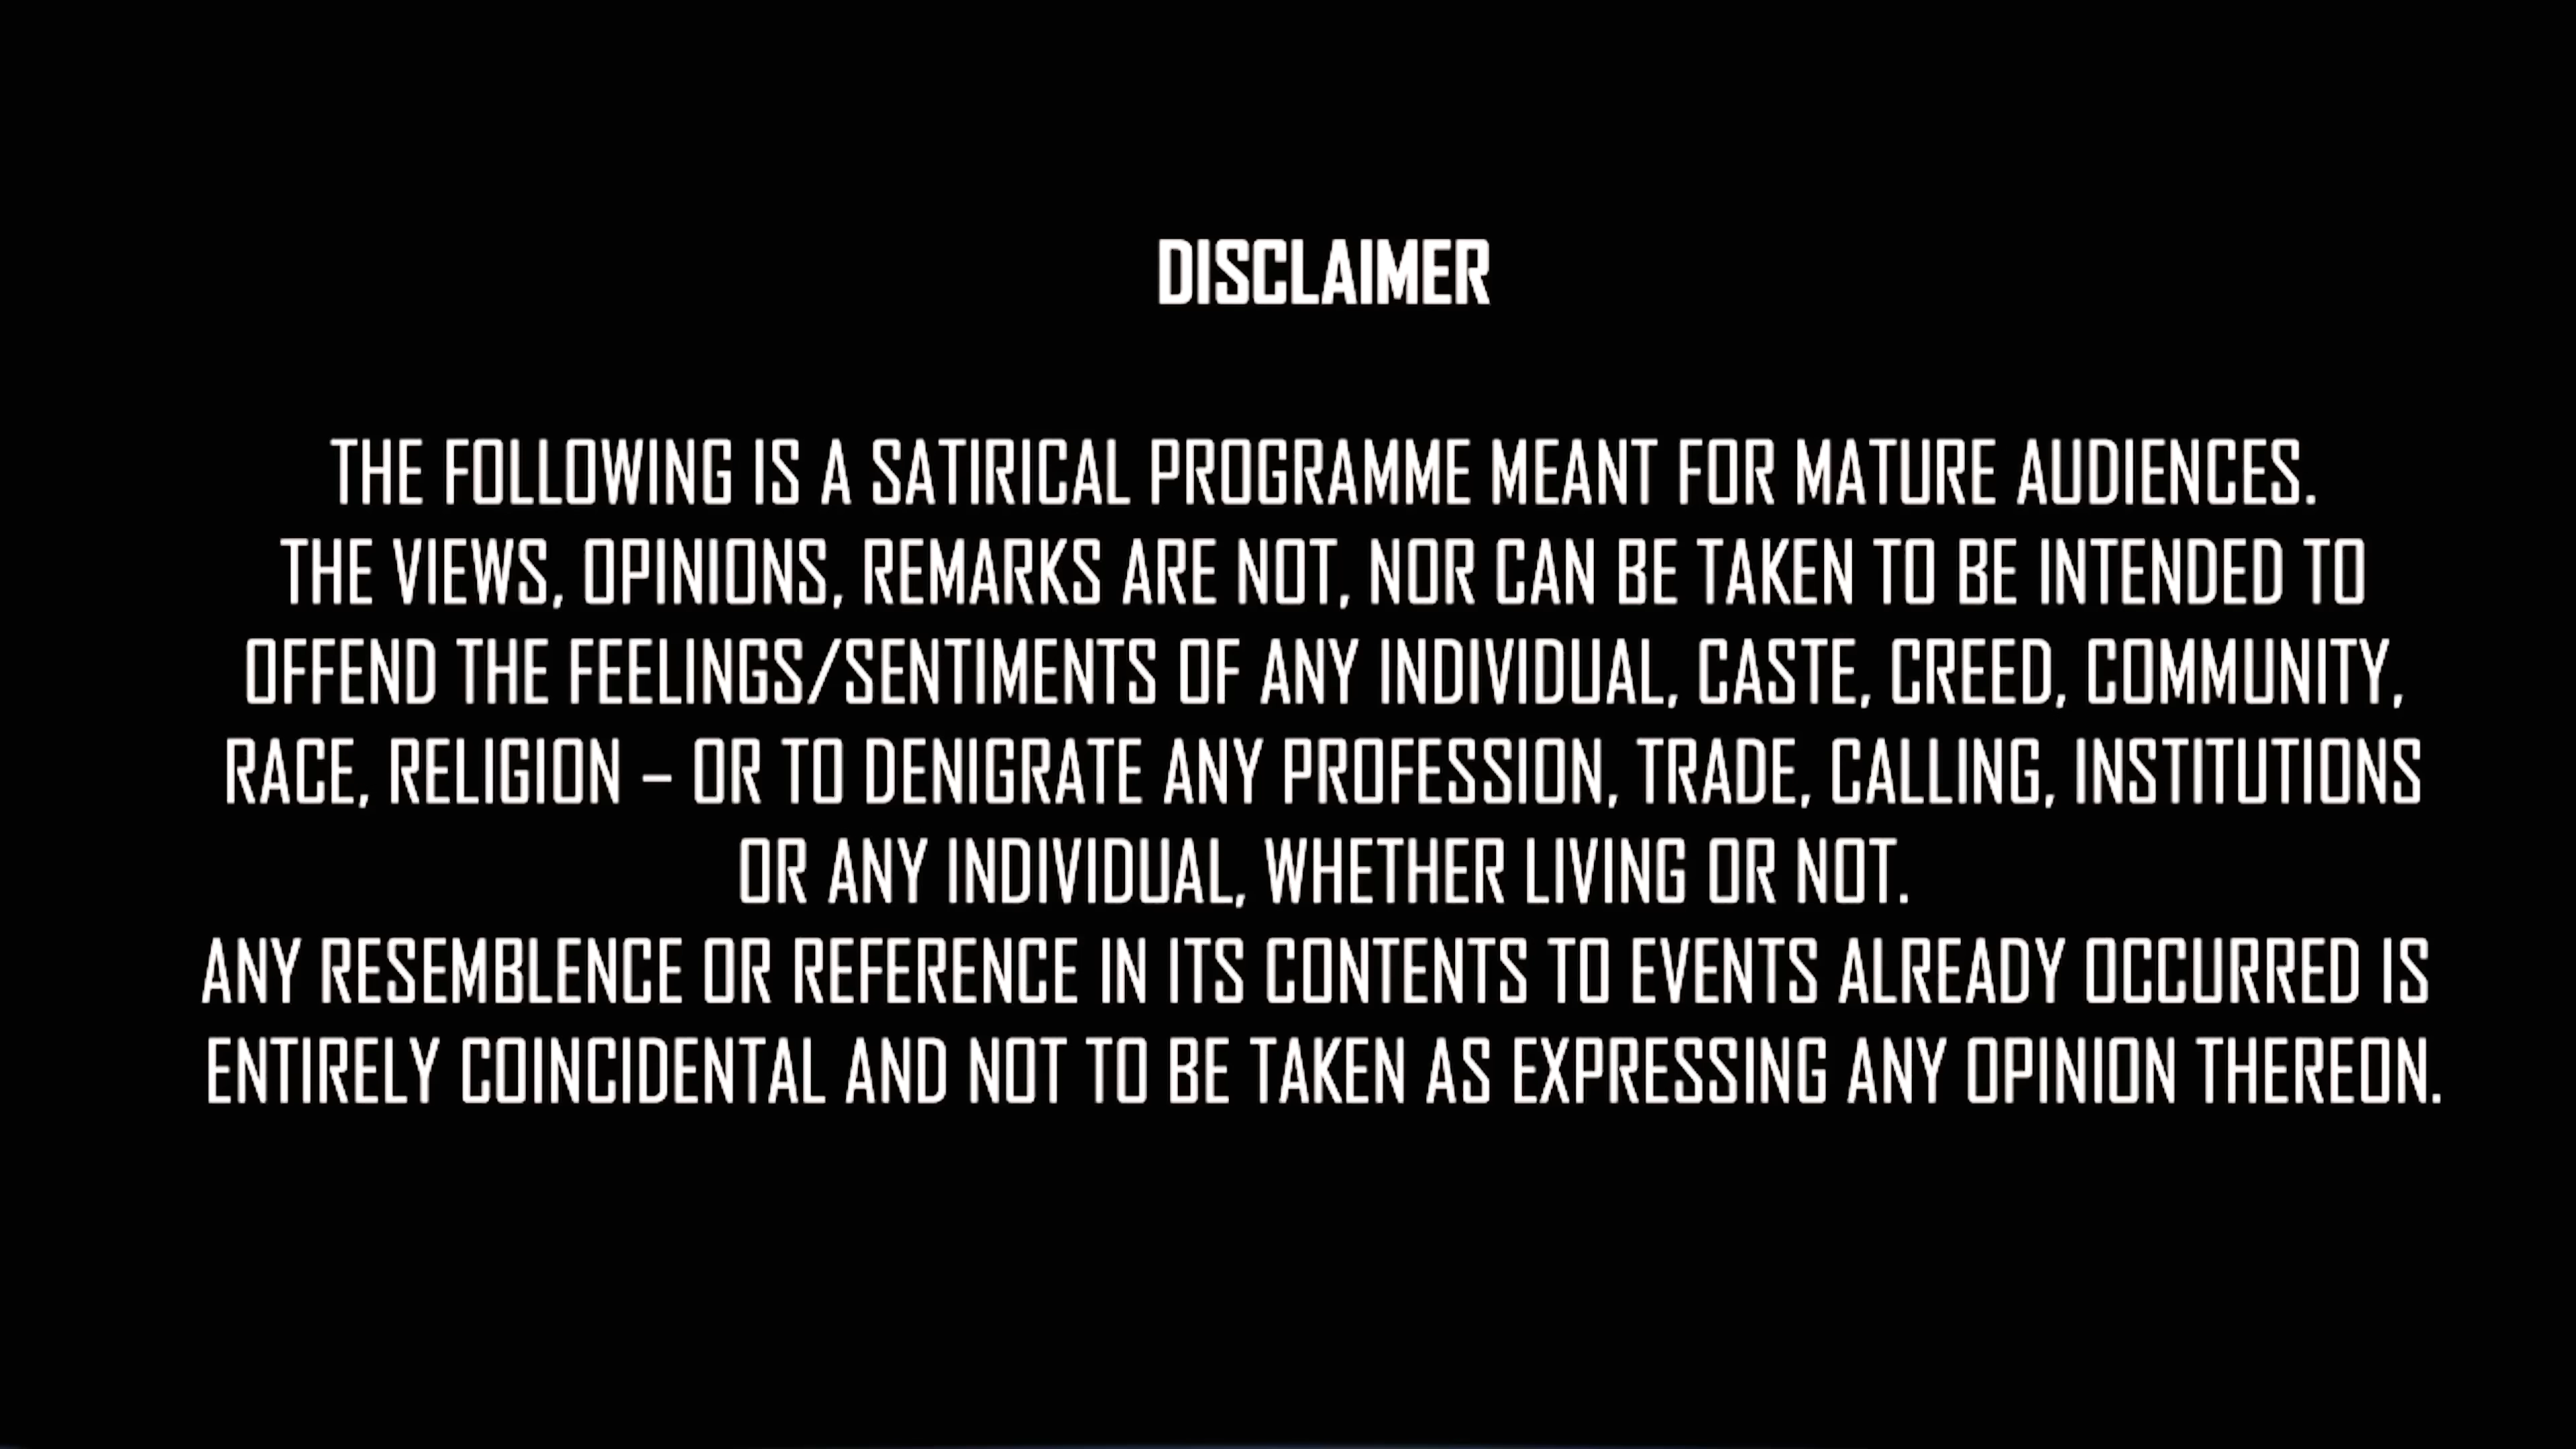 DISCLAIMER
THE FOLLOWING IS A SATIRICAL PROGRAMME MEANT FOR MATURE AUDIENCES.
THE VIEWS, OPINIONS, REMARKS ARE NOT, NOR CAN BE TAKEN TO BE INTENDED TO
OFFEND THE FEELINGS/SENTIMENTS OF ANY INDIVIDUAL, CASTE, CREED, COMMUNITY,
RACE, RELIGION – OR TO DENIGRATE ANY PROFESSION, TRADE, CALLING, INSTITUTIONS
OR ANY INDIVIDUAL, WHETHER LIVING OR NOT.
ANY RESEMBLENCE OR REFERENCE IN ITS CONTENTS TO EVENTS ALREADY OCCURRED IS
ENTIRELY COINCIDENTAL AND NOT TO BE TAKEN AS EXPRESSING ANY OPINION THEREON.